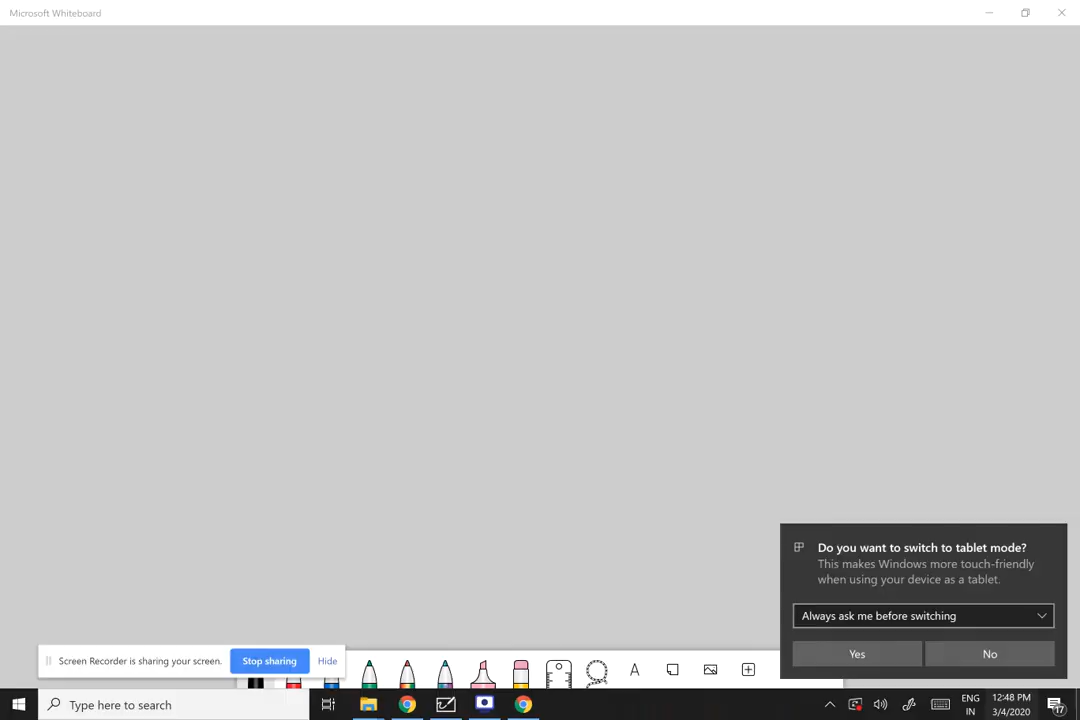 Microsoft Whiteboard
Do you want to switch to tablet mode?
This makes Windows more touch-friendly
when using your device as a tablet.
Always ask me before switching
Yes
No
Screen Recorder is sharing your screen.
Stop sharing
Hide
A
Type here to search
ENG
IN
12:48 PM
3/4/2020
17